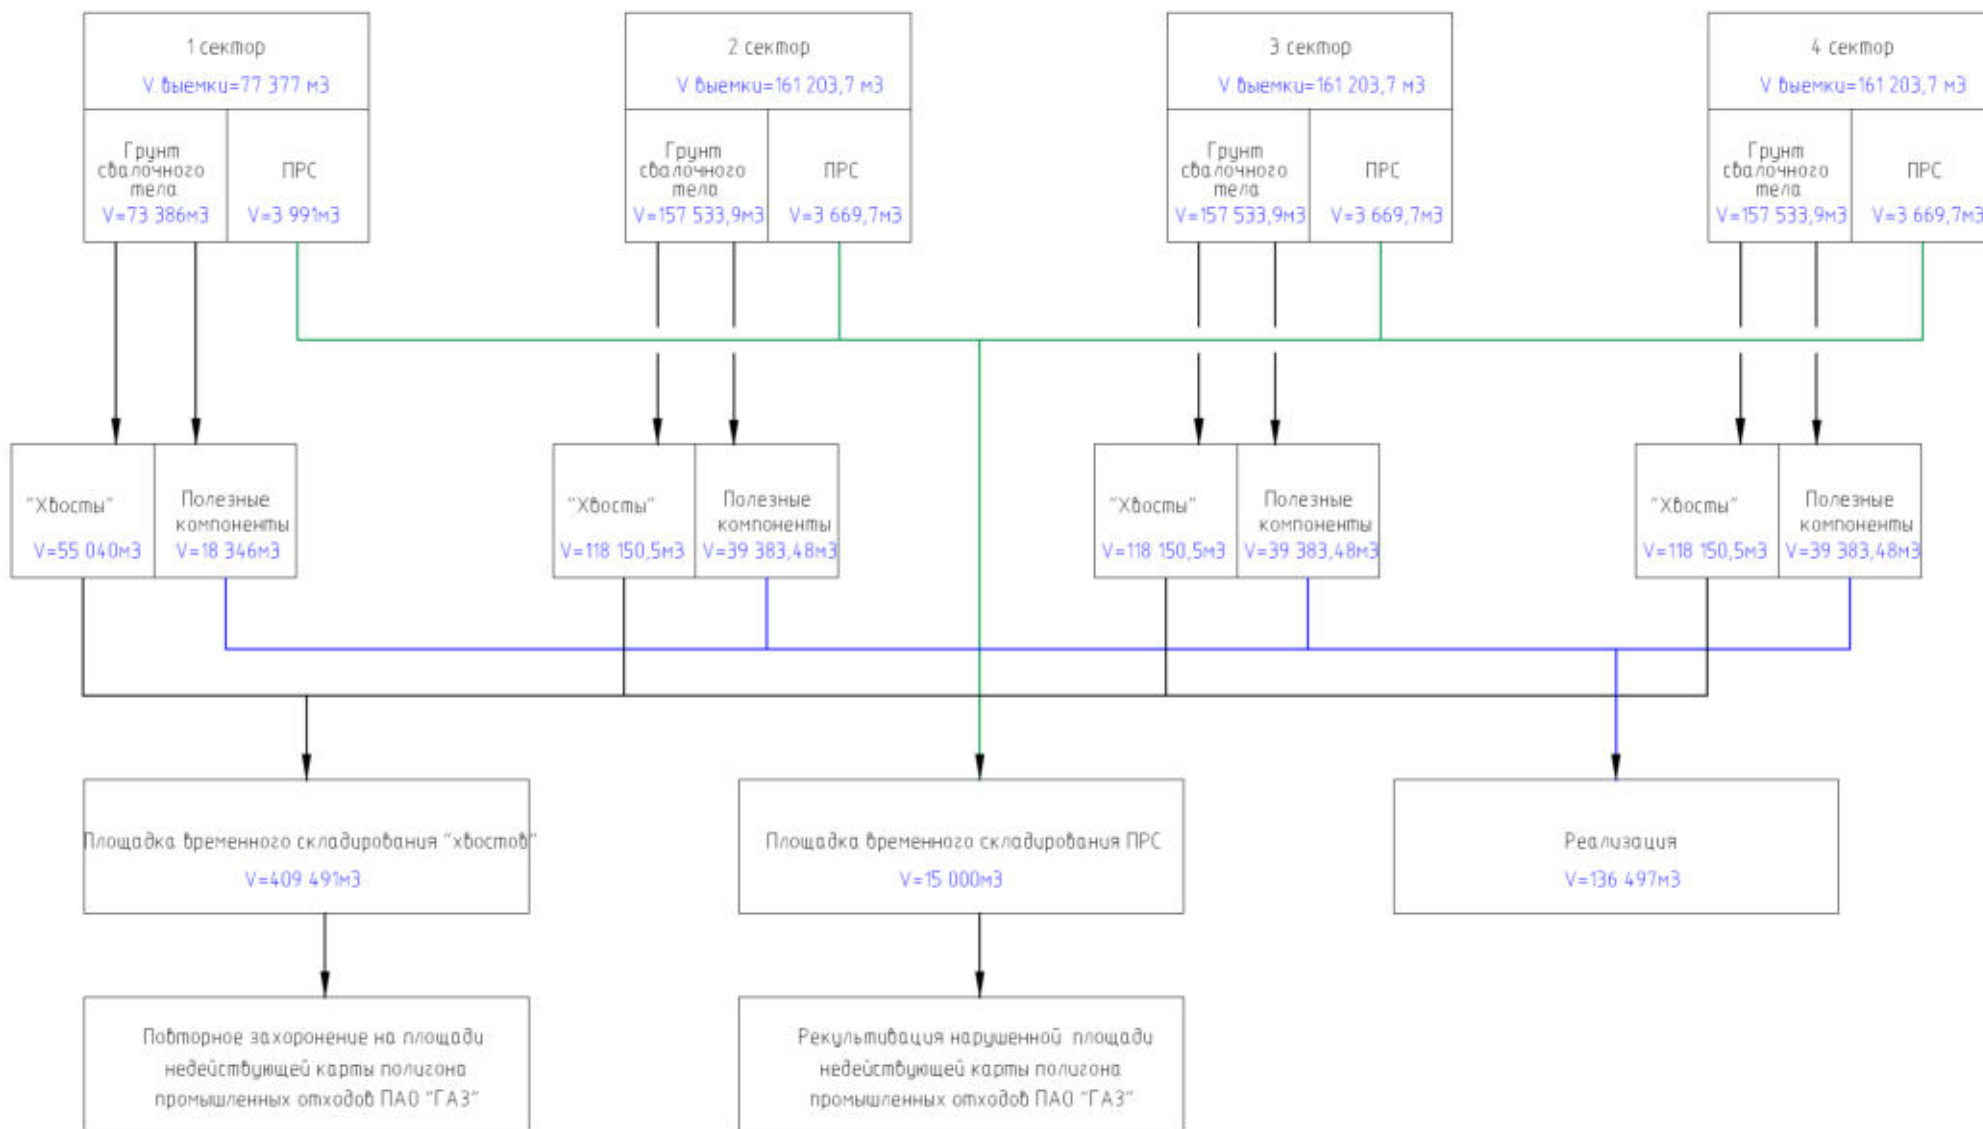 1 сектор
V выемки=77 377 м3
Грунт
свалочного
тела
V=73 386м3
ПРС
V=3 991м3
2 сектор
V выемки=161 203,7 м3
Грунт
свалочного
тела
V=157 533,9м3
ПРС
V=3 669,7м3
3 сектор
V выемки=161 203,7 м3
Грунт
свалочного
тела
V=157 533,9м3
ПРС
V=3 669,7м3
4 сектор
V выемки=161 203,7 м3
Грунт
свалочного
тела
V=157 533,9м3
ПРС
V=3 669,7м3
"Хвосты"
V=55 040м3
Полезные
компоненты
V=18 346м3
"Хвосты"
V=118 150,5м3
Полезные
компоненты
V=39 383,48м3
"Хвосты"
V=118 150,5м3
Полезные
компоненты
V=39 383,48м3
"Хвосты"
V=118 150,5м3
Полезные
компоненты
V=39 383,48м3
Площадка временного складирования "хвостов"
V=409 491м3
Площадка временного складирования ПРС
V=15 000м3
Реализация
V=136 497м3
Повторное захоронение на площади
недействующей карты полигона
промышленных отходов ПАО "ГАЗ"
Рекультивация нарушенной площади
недействующей карты полигона
промышленных отходов ПАО "ГАЗ"